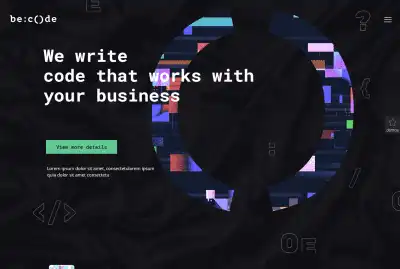 be:c()de
?
We write
code that works with
your business
View more details
Lorem ipsum dolor sit amet, consectetulorem ipsum
quia dolor sit amet consectetu
:
/
</>